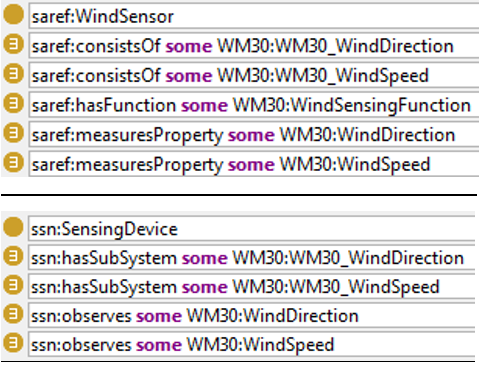 saref:WindSensor
saref:consistsOf some WM30:WM30_WindDirection
saref:consistsOf some WM30:WM30_WindSpeed
saref:hasFunction some WM30:WindSensingFunction
saref:measuresProperty some WM30:WindDirection
saref:measuresProperty some WM30:WindSpeed
ssn:SensingDevice
ssn:hasSubSystem some WM30:WM30_WindDirection
ssn:hasSubSystem some WM30:WM30_WindSpeed
ssn:observes some WM30:WindDirection
ssn:observes some WM30:WindSpeed